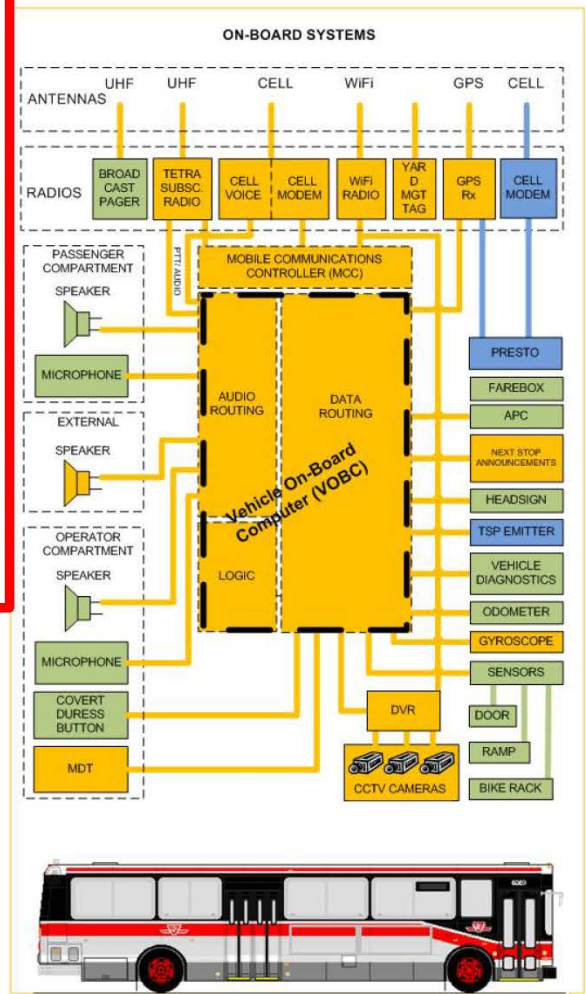 ON-BOARD SYSTEMS
ANTENNAS
UHF
UHF
CELL
WiFi
GPS
CELL
RADIOS
BROAD
CAST
PAGER
TETRA
SUBSC.
RADIO
CELL
VOICE
CELL
MODEM
WiFi
RADIO
YAR
D
MGT
TAG
GPS
Rx
CELL
MODEM
PTT/ AUDIO
MOBILE COMMUNICATIONS
CONTROLLER (MCC)
PASSENGER
COMPARTMENT
SPEAKER
MICROPHONE
EXTERNAL
SPEAKER
OPERATOR
COMPARTMENT
SPEAKER
MICROPHONE
COVERT
DURESS
BUTTON
MDT
AUDIO
ROUTING
DATA
ROUTING
Vehicle On-Board
Computer (VOBC)
LOGIC
PRESTO
FAREBOX
APC
NEXT STOP
ANNOUNCEMENTS
HEADSIGN
TSP EMITTER
VEHICLE
DIAGNOSTICS
ODOMETER
GYROSCOPE
SENSORS
DOOR
RAMP
BIKE RACK
DVR
CCTV CAMERAS